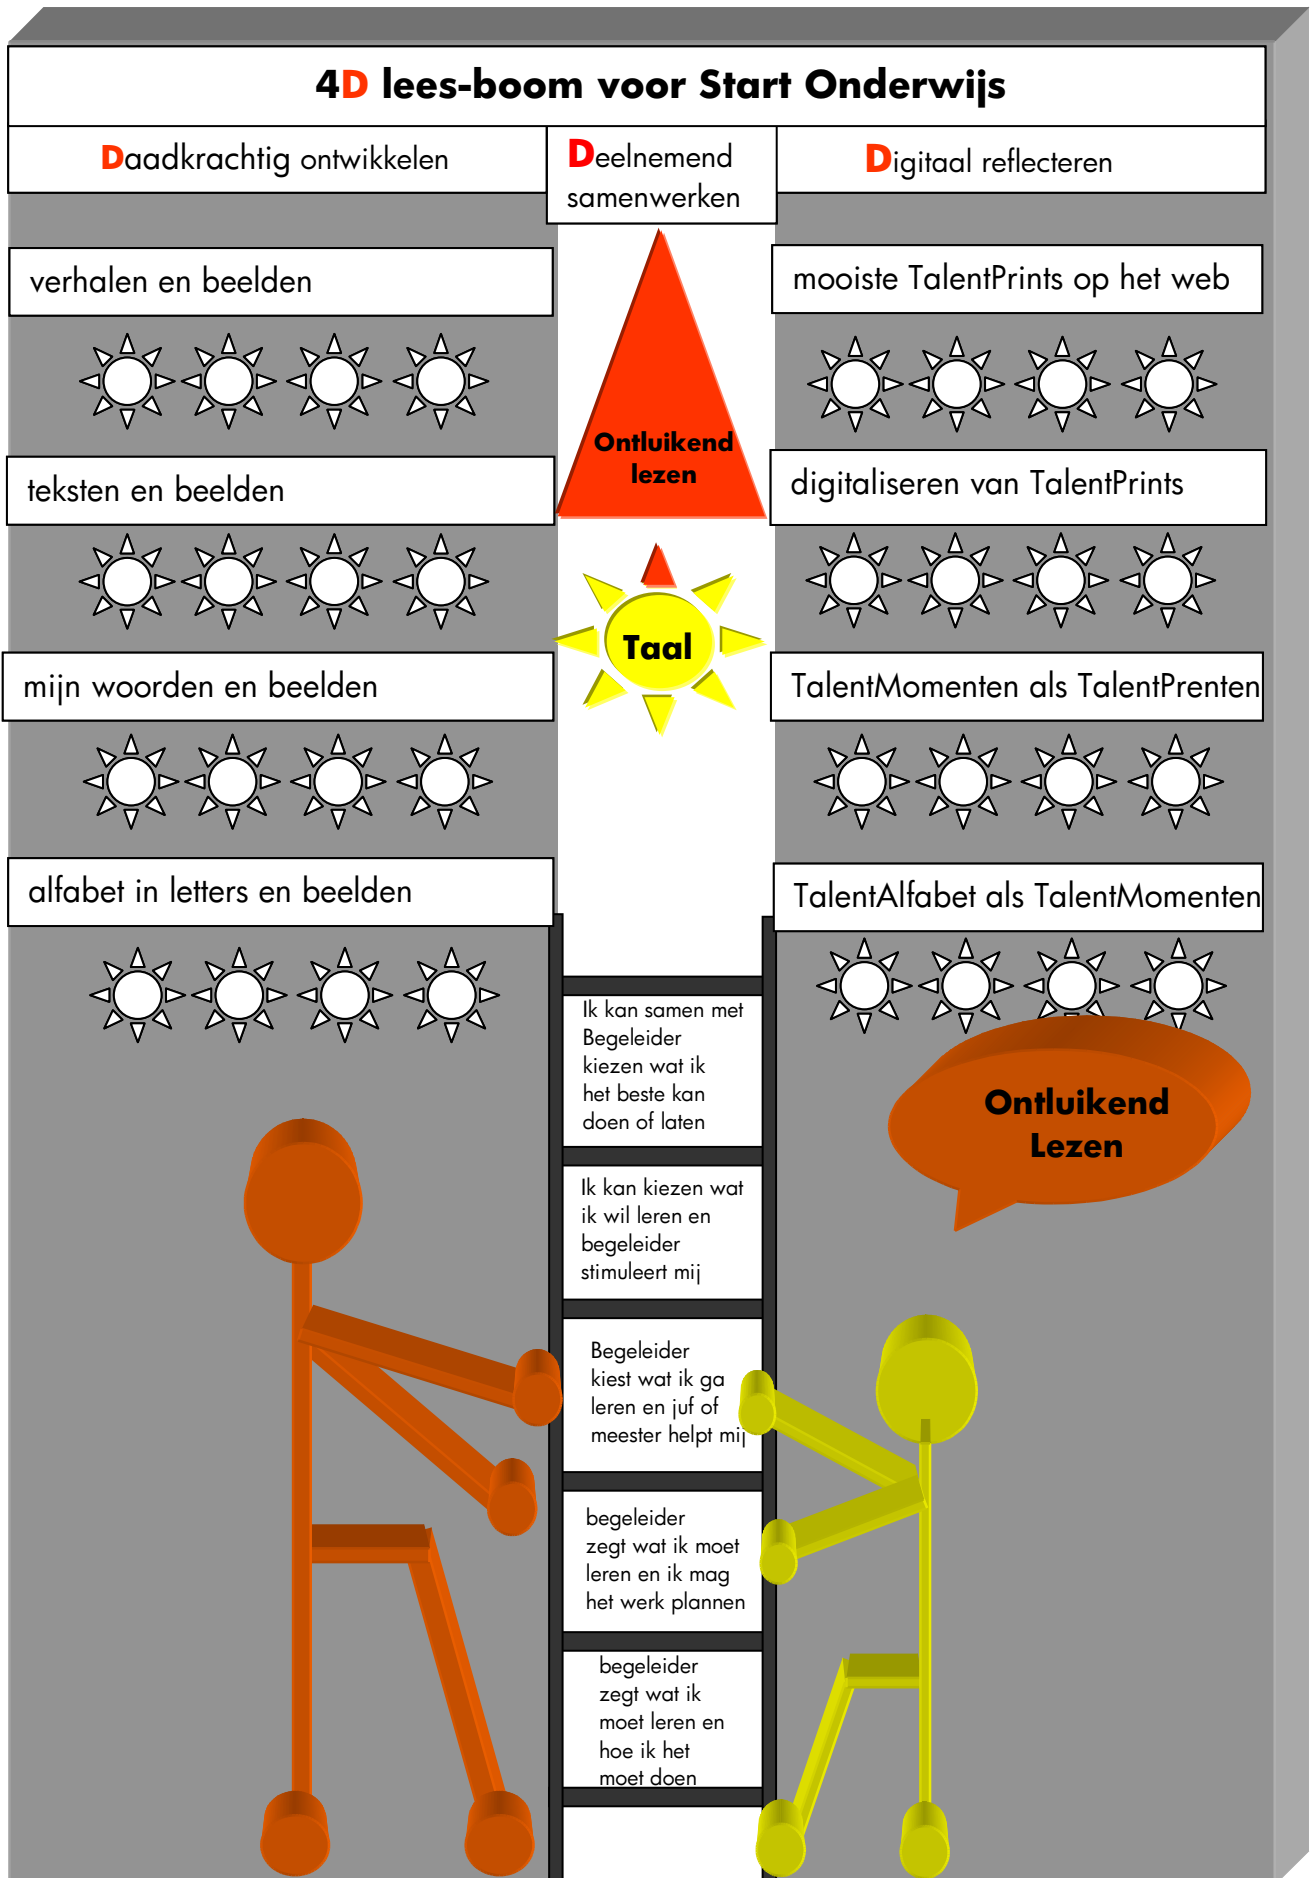 4D lees-boom voor Start Onderwijs
Daadkrachtig ontwikkelen
Deelnemend
samenwerken
Digitaal reflecteren
verhalen en beelden
teksten en beelden
mijn woorden en beelden
alfabet in letters en beelden
Ontluikend
lezen
Taal
mooiste TalentPrints op het web
digitaliseren van TalentPrints
TalentMomenten als TalentPrenten
TalentAlfabet als TalentMomenten
Ontluikend
Lezen
Ik kan samen met
Begeleider
kiezen wat ik
het beste kan
doen of laten
Ik kan kiezen wat
ik wil leren en
begeleider
stimuleert mij
Begeleider
kiest wat ik ga
leren en juf of
meester helpt mij
begeleider
zegt wat ik moet
leren en ik mag
het werk plannen
begeleider
zegt wat ik
moet leren en
hoe ik het
moet doen